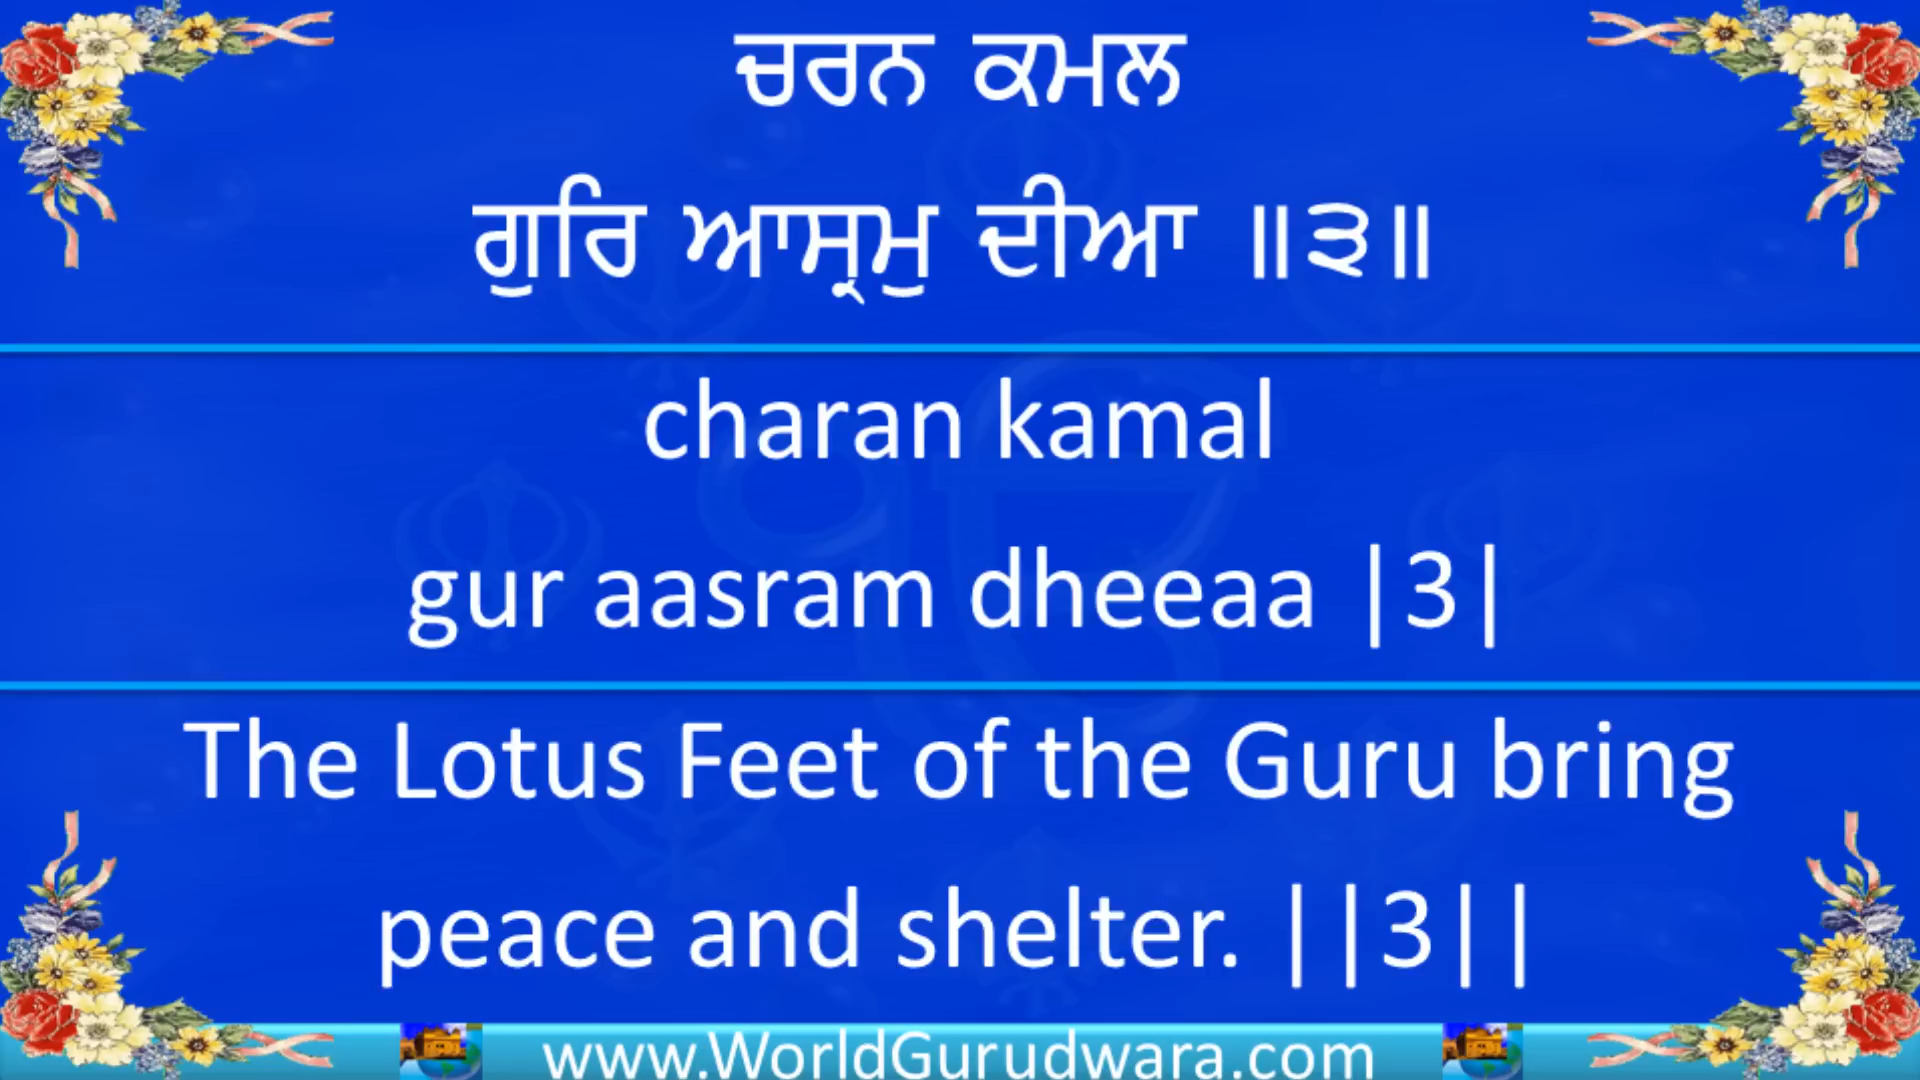 ਚਰਨ ਕਮਲ
ਗੁਰਿ ਆਸ੍ਰਮੁ ਦੀਆ ॥੩॥
charan kamal
gur aasram dheeaa |3|
The Lotus Feet of the Guru bring
peace and shelter. ||3||
www.WorldGurudwara.com